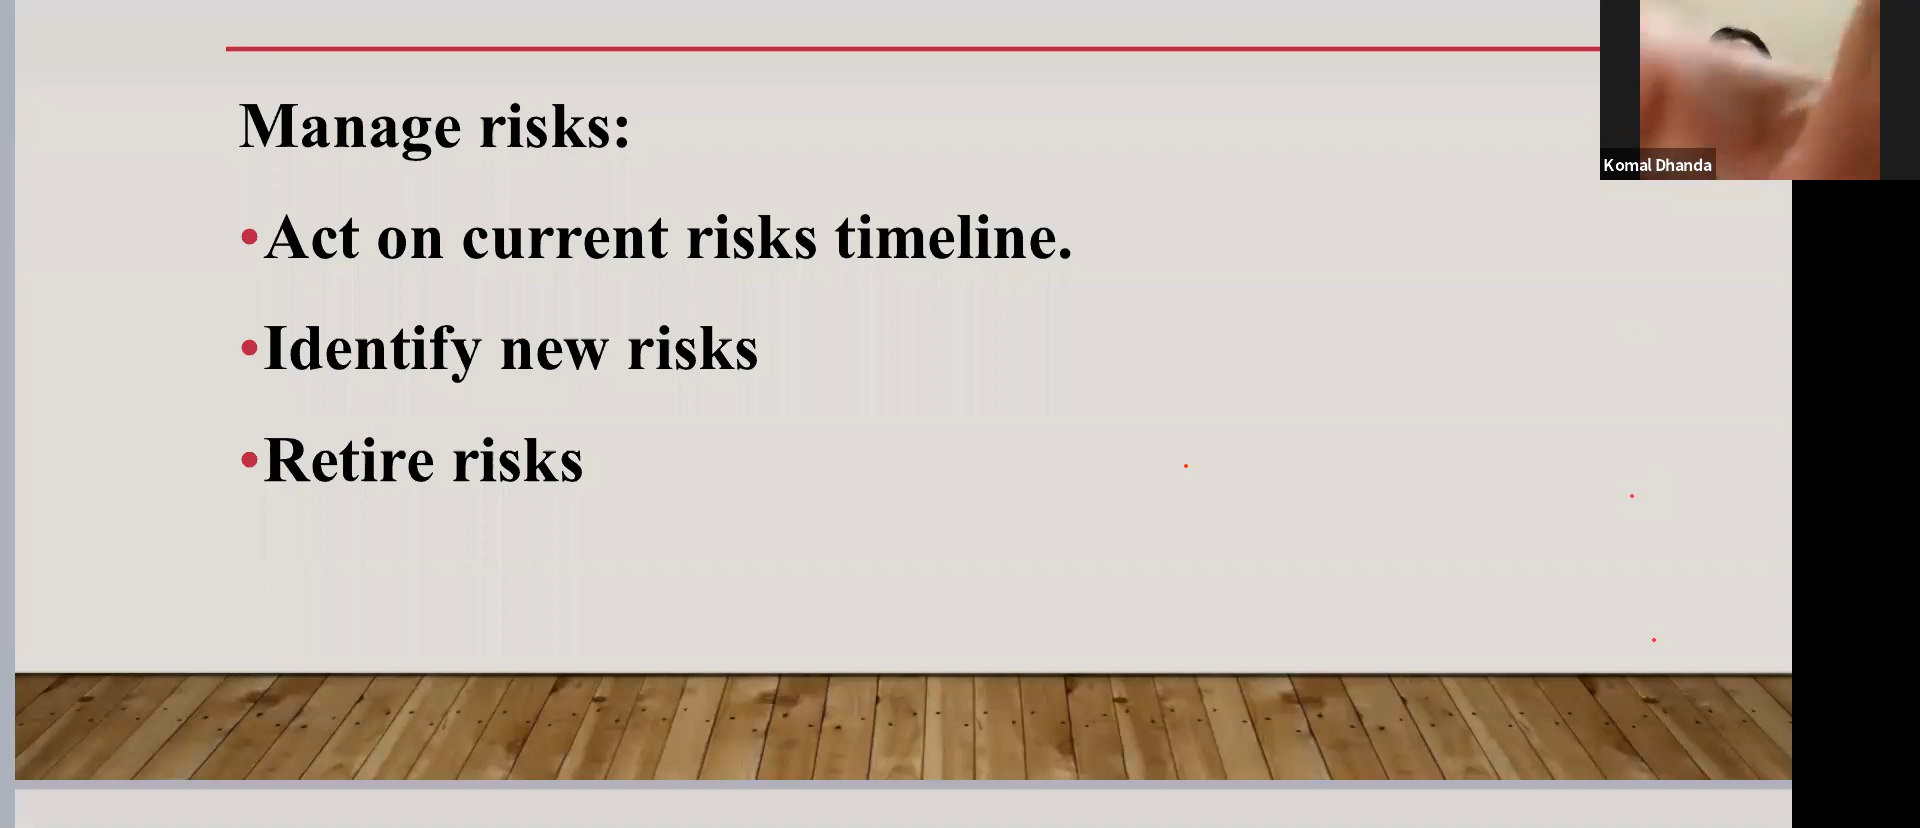 Manage risks:
•Act on current risks timeline.
•Identify new risks
•Retire risks
Komal Dhanda